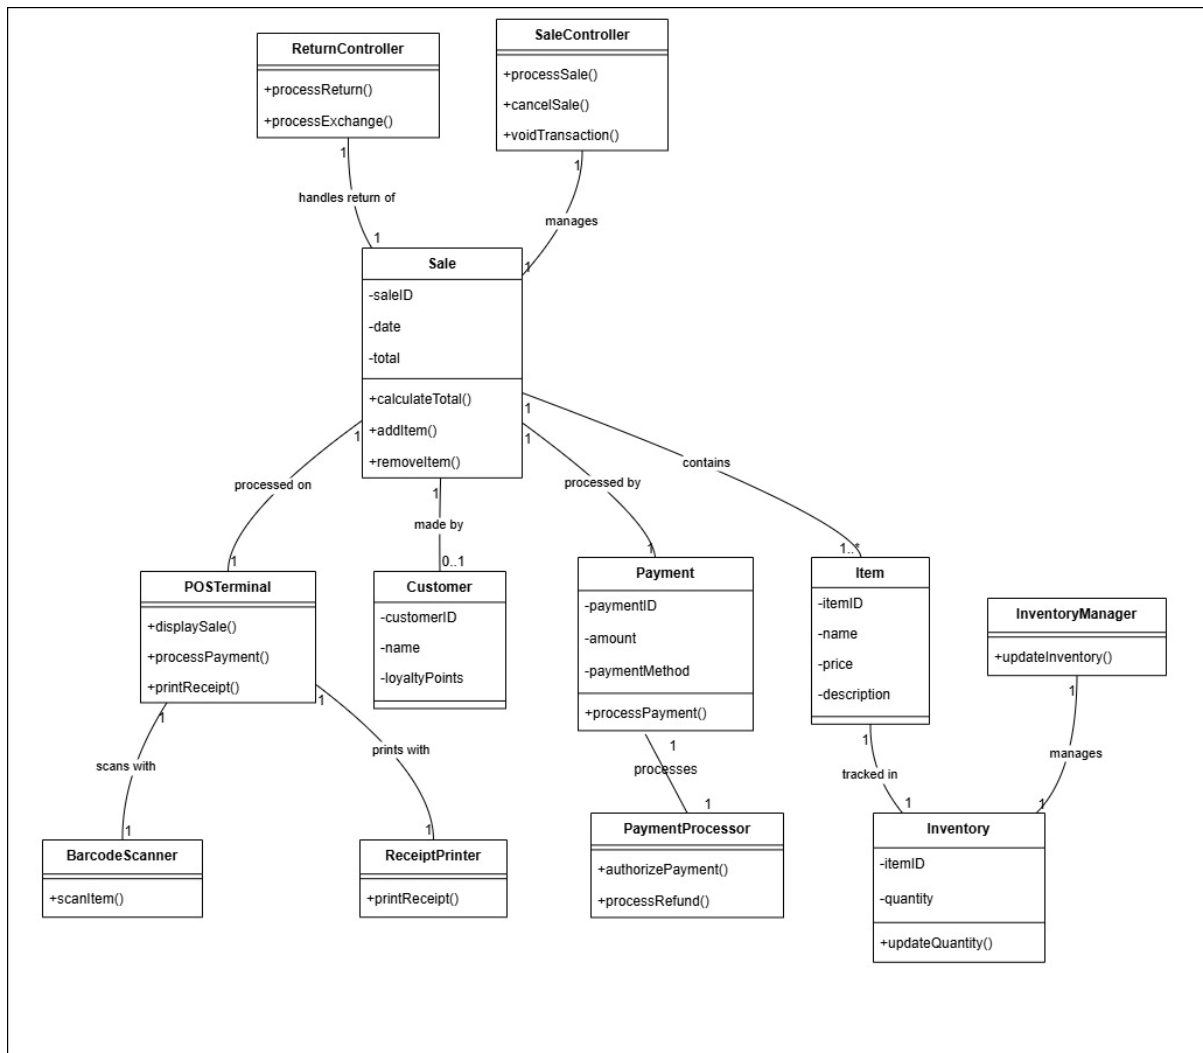 ReturnController
+processReturn()
+processExchange()
1
handles return of
1
SaleController
+processSale()
+cancelSale()
+voidTransaction()
1
manages
1
Sale
-saleID
-date
-total
+calculateTotal()
+addItem()
+removeItem()
1
processed on
1
1
made by
0..1
1
processed by
1
1
contains
1..*
POSTerminal
+displaySale()
+processPayment()
+printReceipt()
Customer
-customerID
-name
-loyaltyPoints
Payment
-paymentID
-amount
-paymentMethod
+processPayment()
Item
-itemID
-name
-price
-description
InventoryManager
+updateInventory()
1
scans with
1
1
prints with
1
1
processes
1
1
tracked in
1
1
manages
1
BarcodeScanner
+scanItem()
ReceiptPrinter
+printReceipt()
PaymentProcessor
+authorizePayment()
+processRefund()
Inventory
-itemID
-quantity
+updateQuantity()